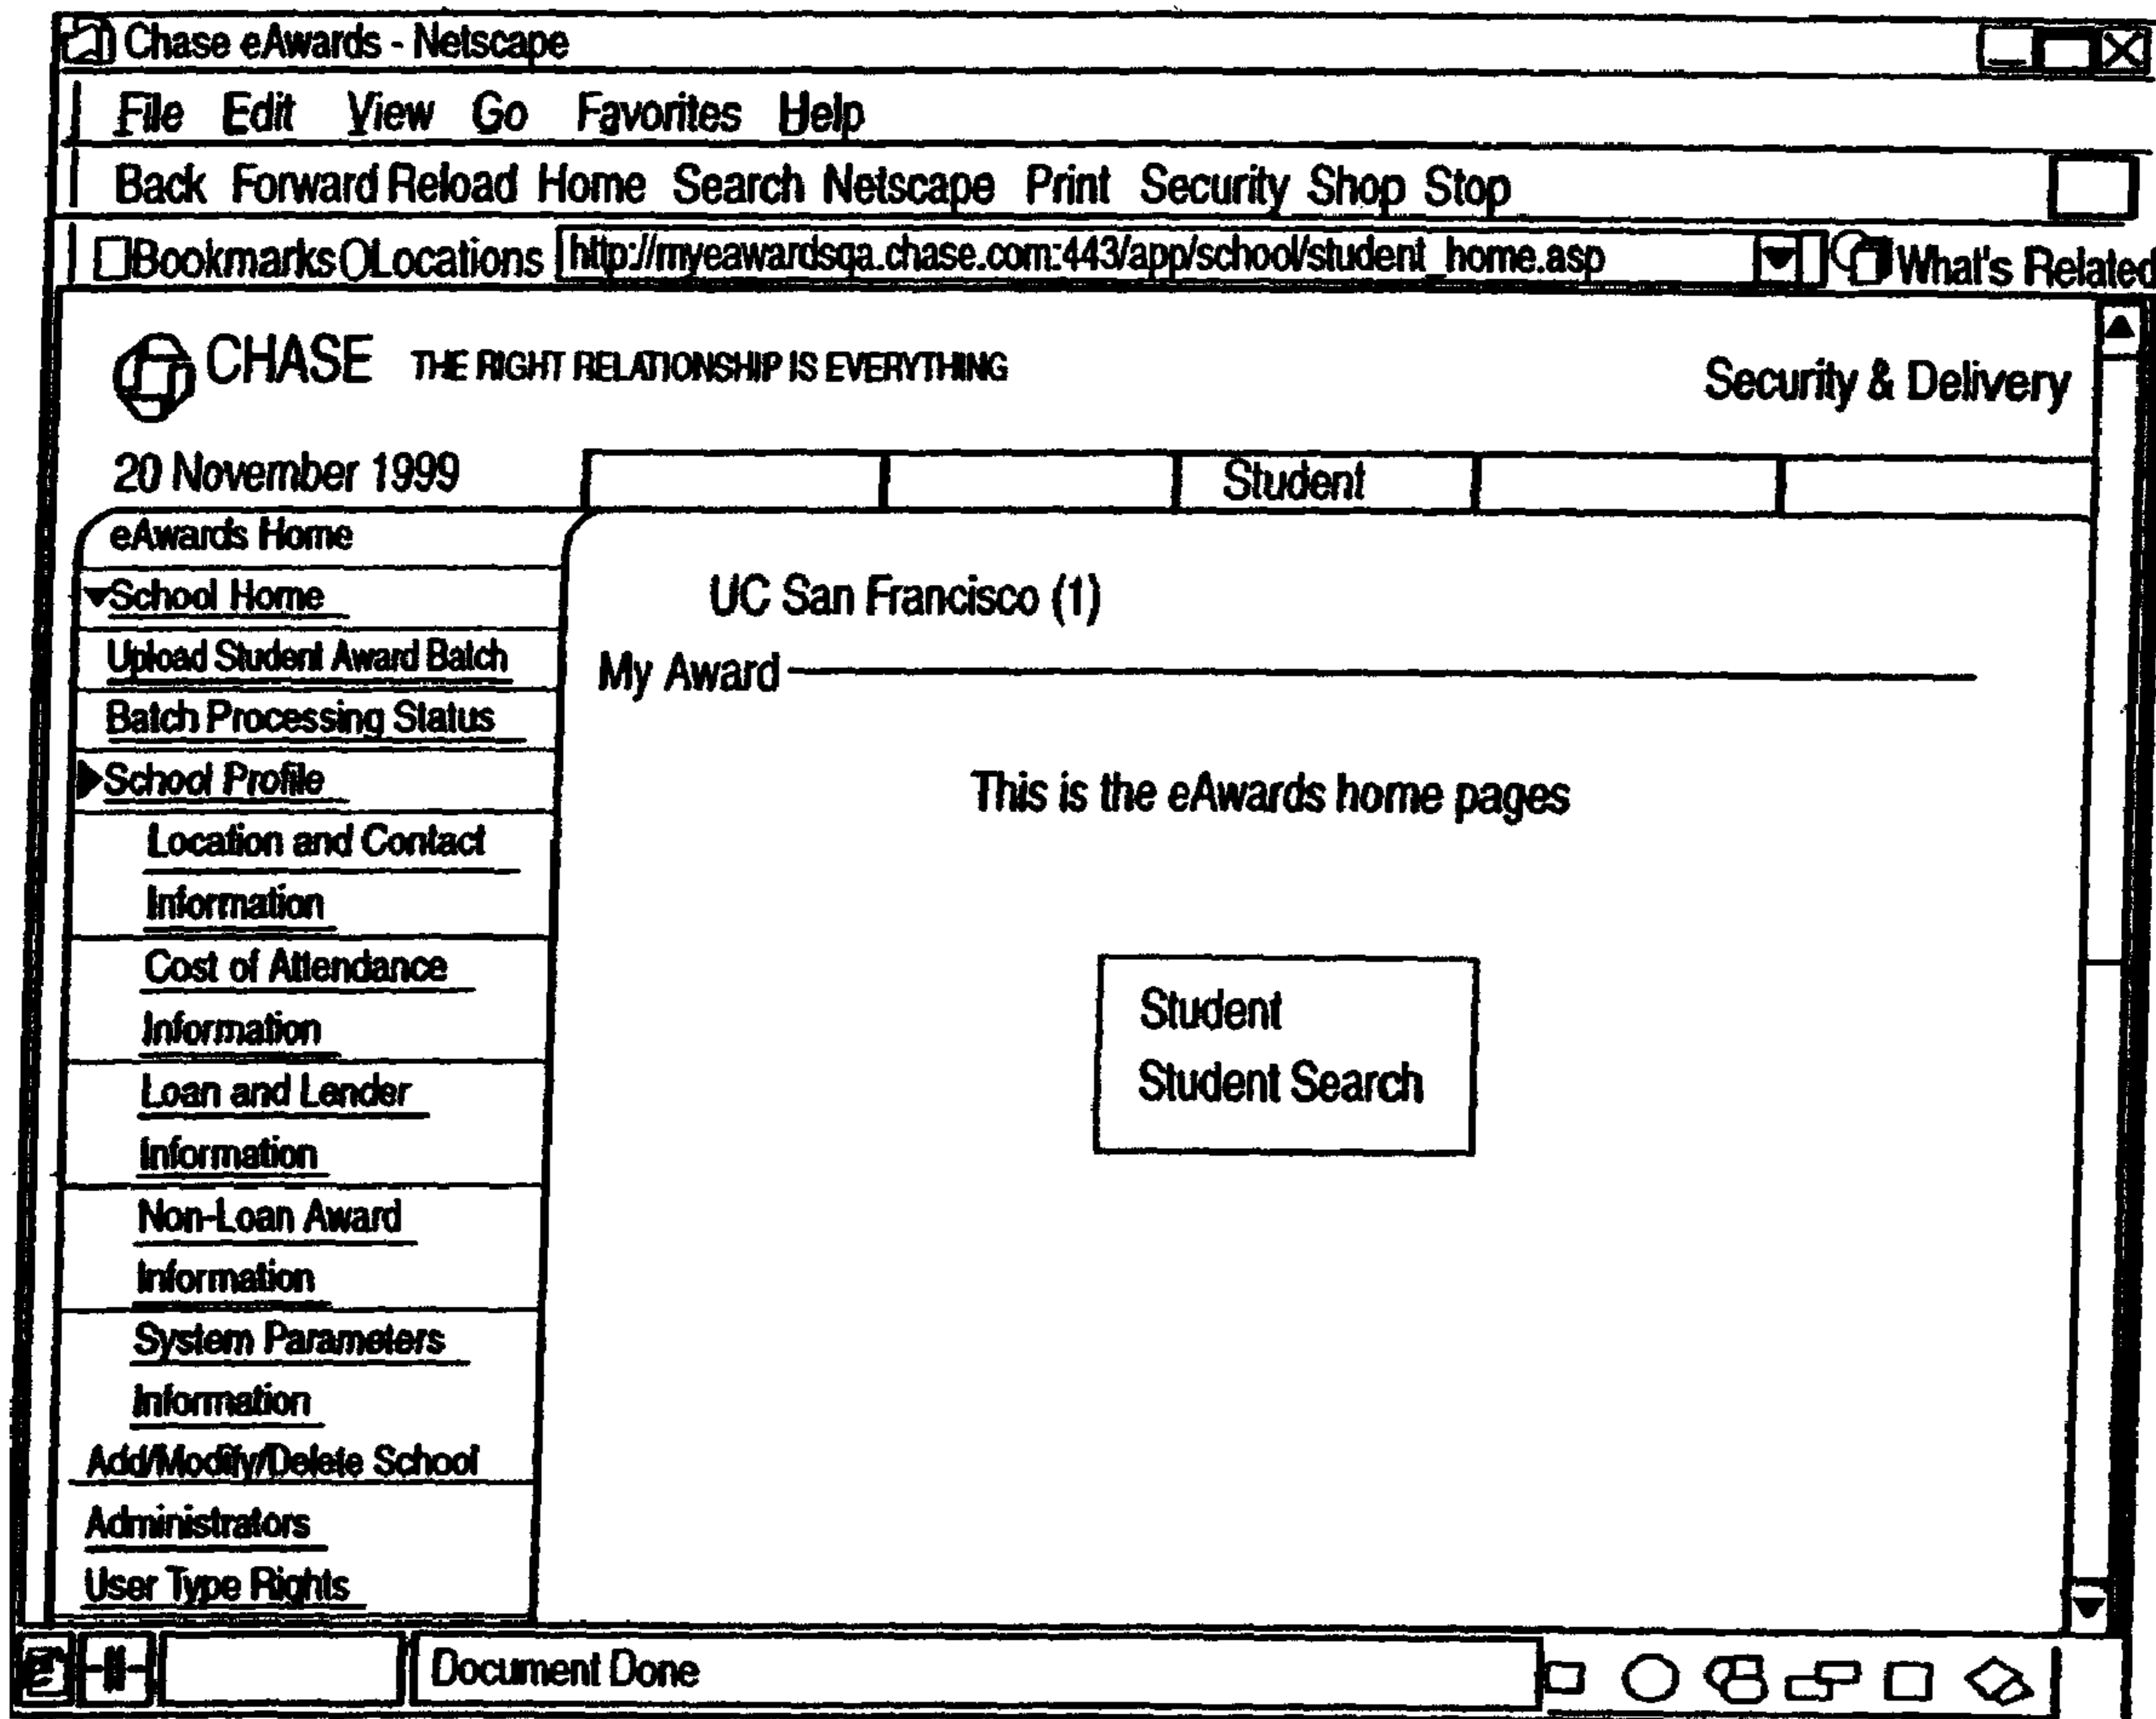 Chase eAwards - Netscape
File Edit View Go Favorites Help
Back Forward Reload Home Search Netscape Print Security Shop Stop
Bookmarks Locations http://myeawardsqa.chase.com:443/app/school/student_home.asp What's Related
CHASE THE RIGHT RELATIONSHIP IS EVERYTHING
Security & Delivery
20 November 1999
Student
eAwards Home
School Home
Upload Student Award Batch
Batch Processing Status
School Profile
Location and Contact
Information
Cost of Attendance
Information
Loan and Lender
Information
Non-Loan Award
Information
System Parameters
Information
Add/Modify/Delete School
Administrators
User Type Rights
UC San Francisco (1)
My Award
This is the eAwards home pages
Student
Student Search
Document Done